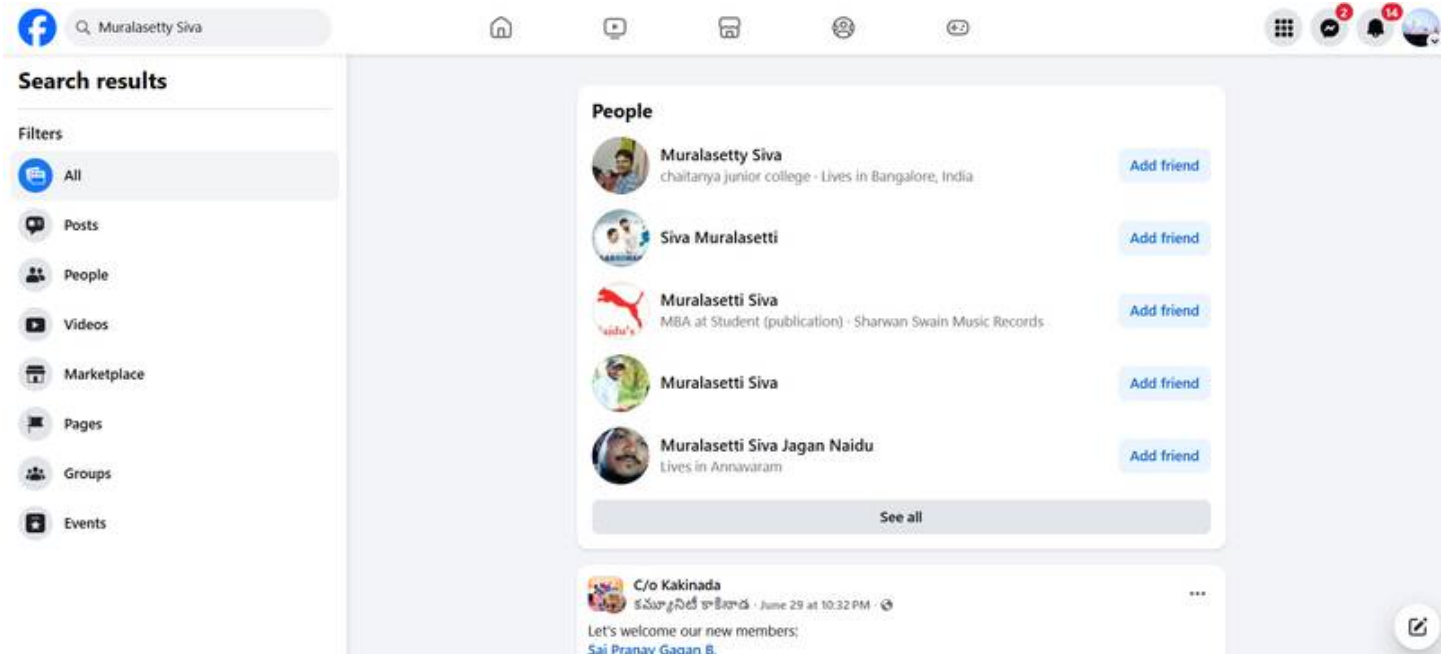 Muralasetty Siva
2
14
Search results
Filters
All
Posts
People
Videos
Marketplace
Pages
Groups
Events
People
Muralasetty Siva
chaitanya junior college · Lives in Bangalore, India
Add friend
Siva Muralasetti
Add friend
Muralasetti Siva
MBA at Student (publication) · Sharwan Swain Music Records
Add friend
Muralasetti Siva
Add friend
Muralasetti Siva Jagan Naidu
Lives in Annavaram
Add friend
See all
C/o Kakinada
కమ్యూనిటీ కాకినాడ · June 29 at 10:32 PM ·
Let's welcome our new members:
Sai Pranay Gagan B,